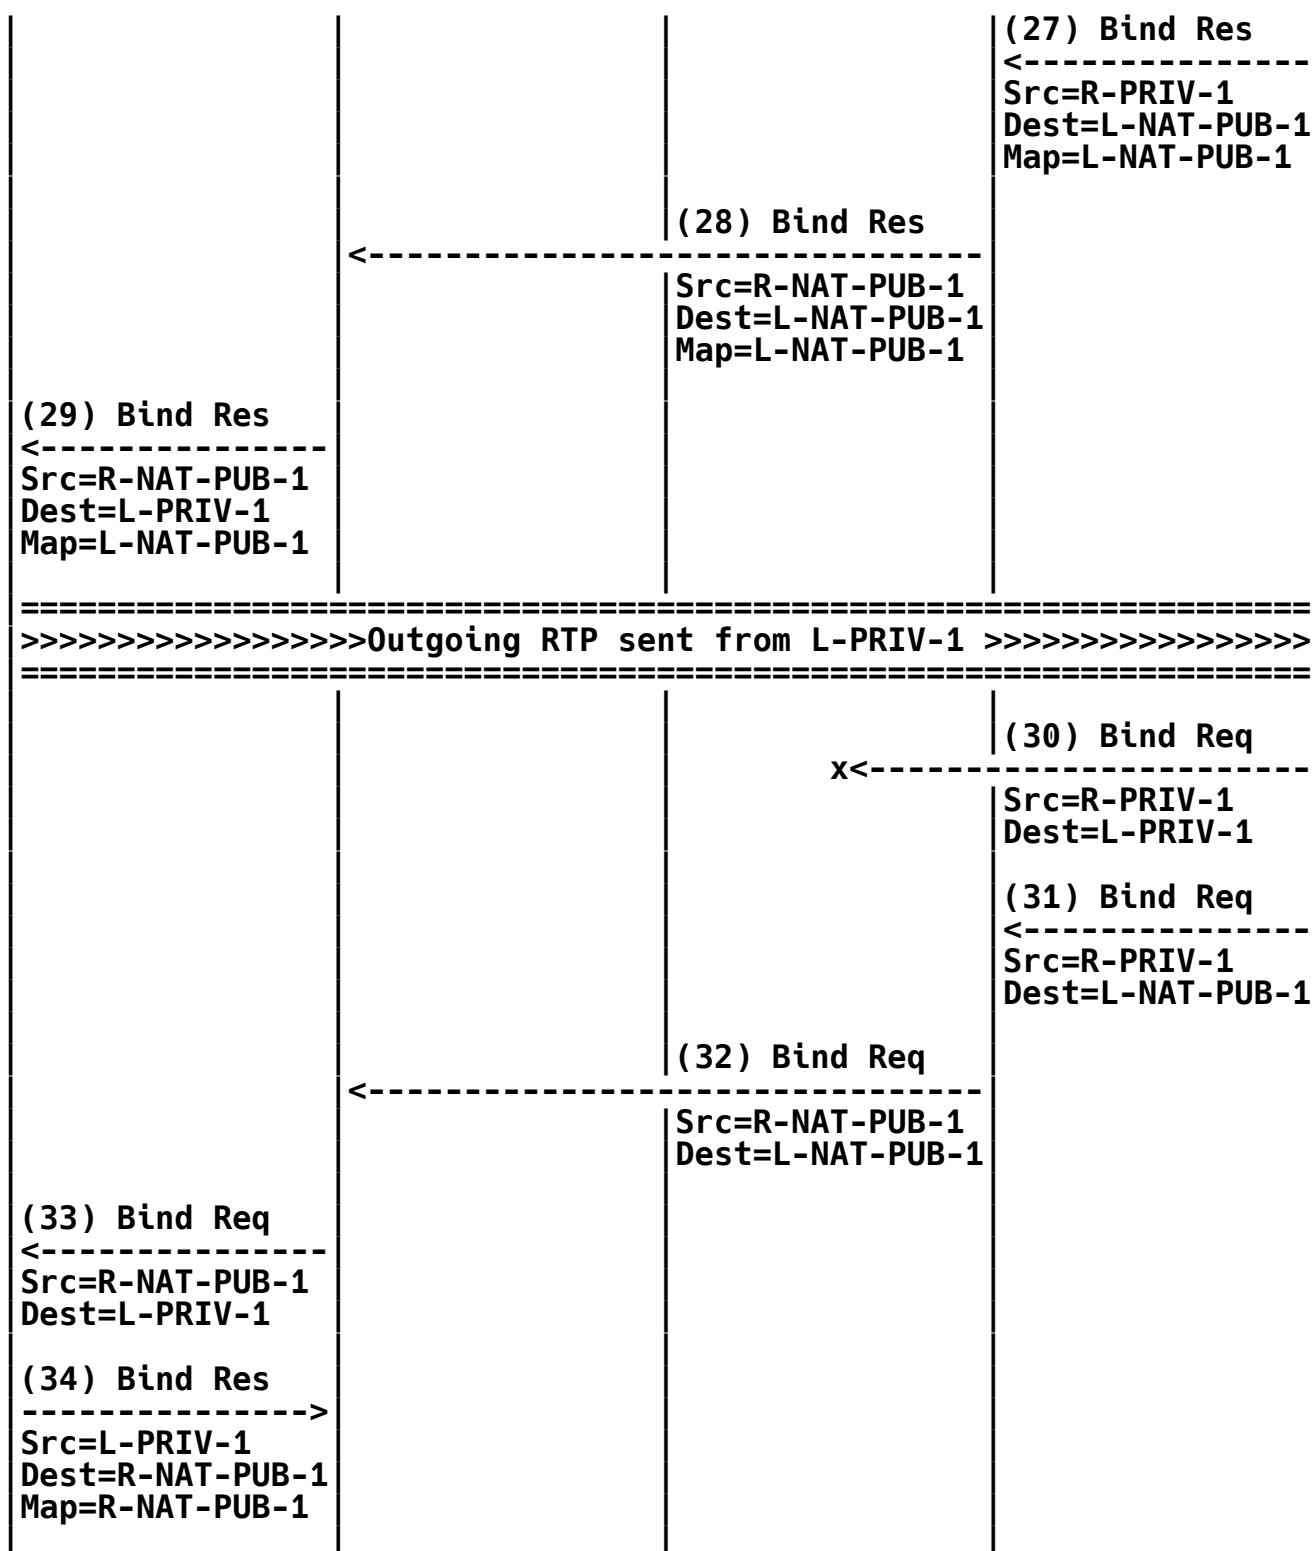 (27) Bind Res
<---------------
Src=R-PRIV-1
Dest=L-NAT-PUB-1
Map=L-NAT-PUB-1
(28) Bind Res
<--------------------------------
Src=R-NAT-PUB-1
Dest=L-NAT-PUB-1
Map=L-NAT-PUB-1
(29) Bind Res
<---------------
Src=R-NAT-PUB-1
Dest=L-PRIV-1
Map=L-NAT-PUB-1
===================================================================
>>>>>>>>>>>>>>>>>>Outgoing RTP sent from L-PRIV-1 >>>>>>>>>>>>>>>>>
===================================================================
(30) Bind Req
x<-----------------------
Src=R-PRIV-1
Dest=L-PRIV-1
(31) Bind Req
<---------------
Src=R-PRIV-1
Dest=L-NAT-PUB-1
(32) Bind Req
<--------------------------------
Src=R-NAT-PUB-1
Dest=L-NAT-PUB-1
(33) Bind Req
<---------------
Src=R-NAT-PUB-1
Dest=L-PRIV-1
(34) Bind Res
--------------->
Src=L-PRIV-1
Dest=R-NAT-PUB-1
Map=R-NAT-PUB-1